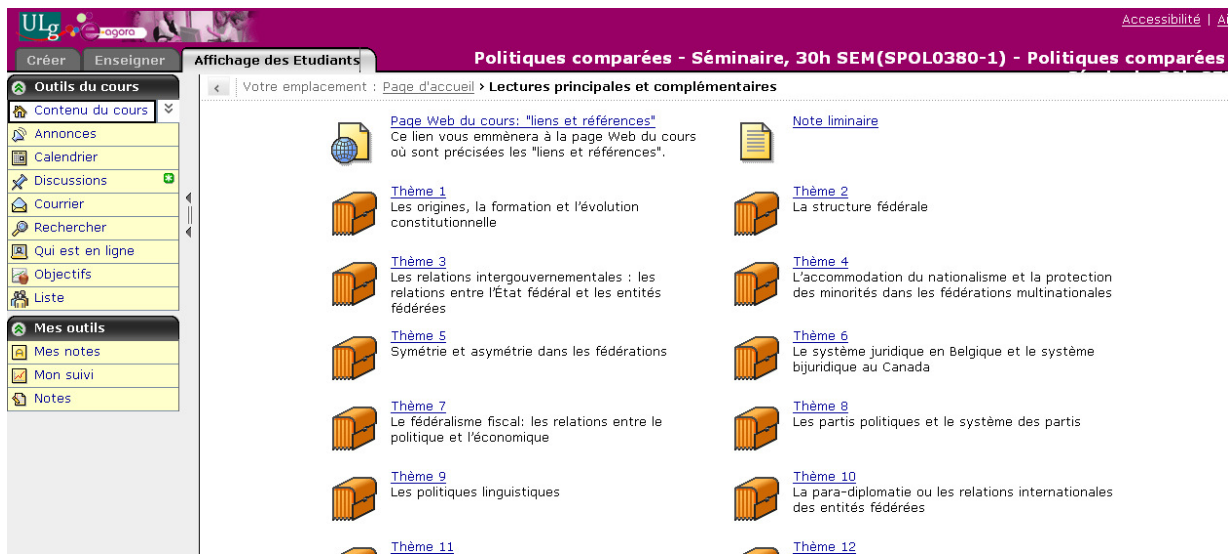 ULg e-agora
Accessibilité |
Créer Enseigner Affichage des Etudiants
Politiques comparées - Séminaire, 30h SEM(SPOL0380-1) - Politiques comparées
Outils du cours
Contenu du cours
Annonces
Calendrier
Discussions
Courrier
Rechercher
Qui est en ligne
Objectifs
Liste
Mes outils
Mes notes
Mon suivi
Notes
Votre emplacement : Page d'accueil › Lectures principales et complémentaires
Page Web du cours: "liens et références"
Ce lien vous emmènera à la page Web du cours
où sont précisées les "liens et références".
Note liminaire
Thème 1
Les origines, la formation et l'évolution
constitutionnelle
Thème 2
La structure fédérale
Thème 3
Les relations intergouvernementales : les
relations entre l'État fédéral et les entités
fédérées
Thème 4
L'accommodation du nationalisme et la protection
des minorités dans les fédérations multinationales
Thème 5
Symétrie et asymétrie dans les fédérations
Thème 6
Le système juridique en Belgique et le système
bijuridique au Canada
Thème 7
Le fédéralisme fiscal: les relations entre le
politique et l'économique
Thème 8
Les partis politiques et le système des partis
Thème 9
Les politiques linguistiques
Thème 10
La para-diplomatie ou les relations internationales
des entités fédérées
Thème 11
Thème 12